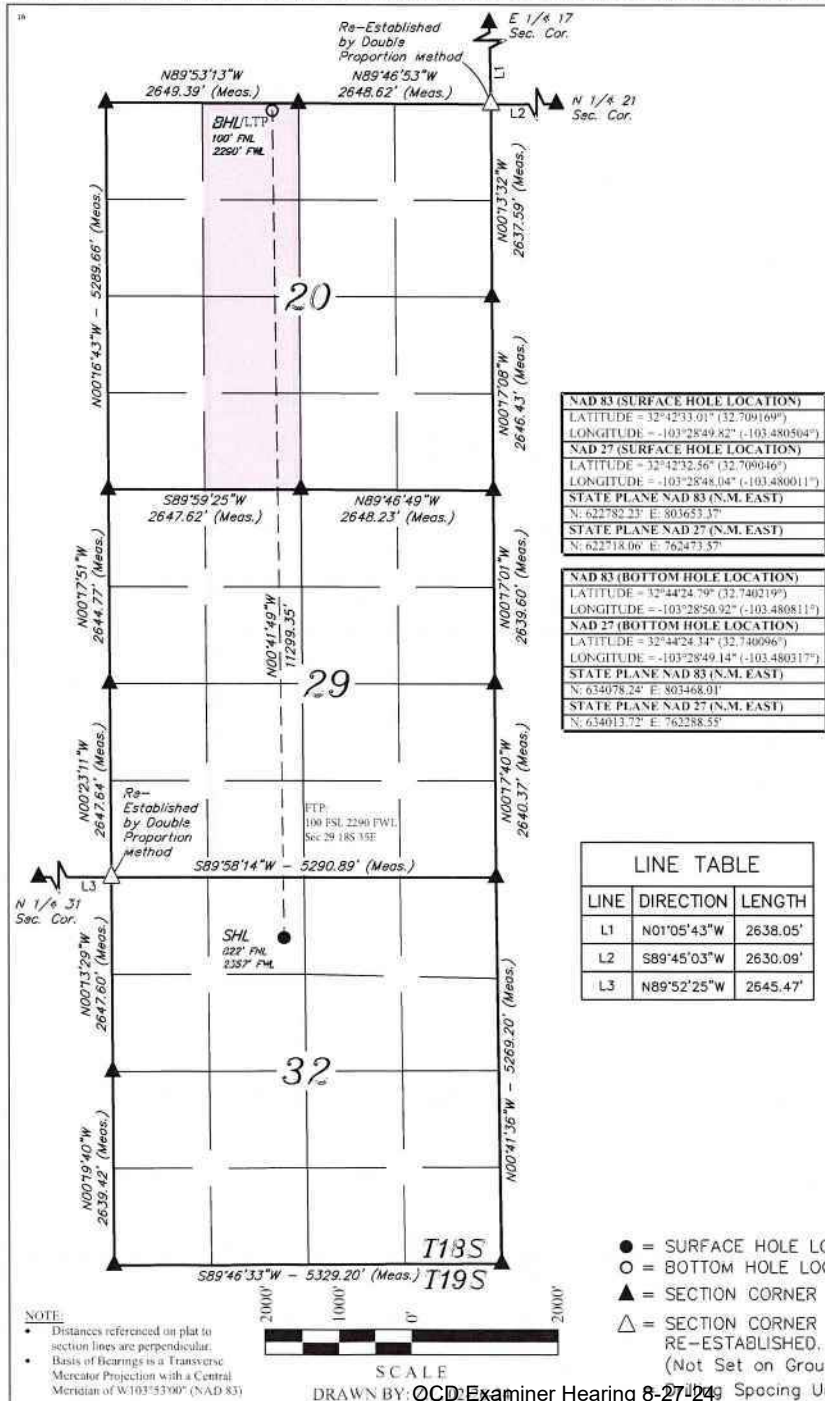 E 1/4 17
Sec. Cor.
Re-Established
by Double
Proportion Method
L1
N 1/4 21
Sec. Cor.
L2
N89°53'13"W
2649.39' (Meas.)
N89°46'53"W
2648.62' (Meas.)
BHL/LTP
100' FNL
2290' FWL
N00°13'32"W
2637.59' (Meas.)
N00°16'43"W - 5289.66' (Meas.)
20
N00°17'08"W
2646.43' (Meas.)
S89°59'25"W
2647.62' (Meas.)
N89°46'49"W
2648.23' (Meas.)
N00°17'51"W
2644.77' (Meas.)
N00°41'49"W
11299.35'
N00°17'01"W
2639.60' (Meas.)
29
N00°23'11"W
2647.64' (Meas.)
Re-
Established
by Double
Proportion
Method
FTP:
100 FSL 2290 FWL
Sec 29 18S 35E
N00°17'40"W
2640.37' (Meas.)
S89°58'14"W - 5290.89' (Meas.)
L3
N 1/4 31
Sec. Cor.
SHL
FNL
FWL
N00°13'29"W
2647.60' (Meas.)
N00°41'36"W - 5269.20' (Meas.)
32
N00°19'40"W
2639.42' (Meas.)
T18S
S89°46'33"W - 5329.20' (Meas.)
T19S
NAD 83 (SURFACE HOLE LOCATION)
LATITUDE = 32°42'33.01" (32.709169°)
LONGITUDE = -103°28'49.82" (-103.480504°)
NAD 27 (SURFACE HOLE LOCATION)
LATITUDE = 32°42'32.56" (32.709046°)
LONGITUDE = -103°28'48.04" (-103.480011°)
STATE PLANE NAD 83 (N.M. EAST)
N: 622782.23' E: 803653.37'
STATE PLANE NAD 27 (N.M. EAST)
N: 622718.06' E: 762473.57'
NAD 83 (BOTTOM HOLE LOCATION)
LATITUDE = 32°44'24.79" (32.740219°)
LONGITUDE = -103°28'50.92" (-103.480811°)
NAD 27 (BOTTOM HOLE LOCATION)
LATITUDE = 32°44'24.34" (32.740096°)
LONGITUDE = -103°28'49.14" (-103.480317°)
STATE PLANE NAD 83 (N.M. EAST)
N: 634078.24' E: 803468.01'
STATE PLANE NAD 27 (N.M. EAST)
N: 634013.72' E: 762288.55'
LINE TABLE
LINE DIRECTION LENGTH
L1 N01°05'43"W 2638.05'
L2 S89°45'03"W 2630.09'
L3 N89°52'25"W 2645.47'
NOTE:
• Distances referenced on plat to
section lines are perpendicular.
• Basis of Bearings is a Transverse
Mercator Projection with a Central
Meridian of W103°53'00" (NAD 83)
2000' 1000' 0' 2000'
SCALE
DRAWN BY:
OCD Examiner Hearing 8-27-24
● = SURFACE HOLE LO
○ = BOTTOM HOLE LOC
▲ = SECTION CORNER
△ = SECTION CORNER
RE-ESTABLISHED.
(Not Set on Grou
Drilling Spacing U